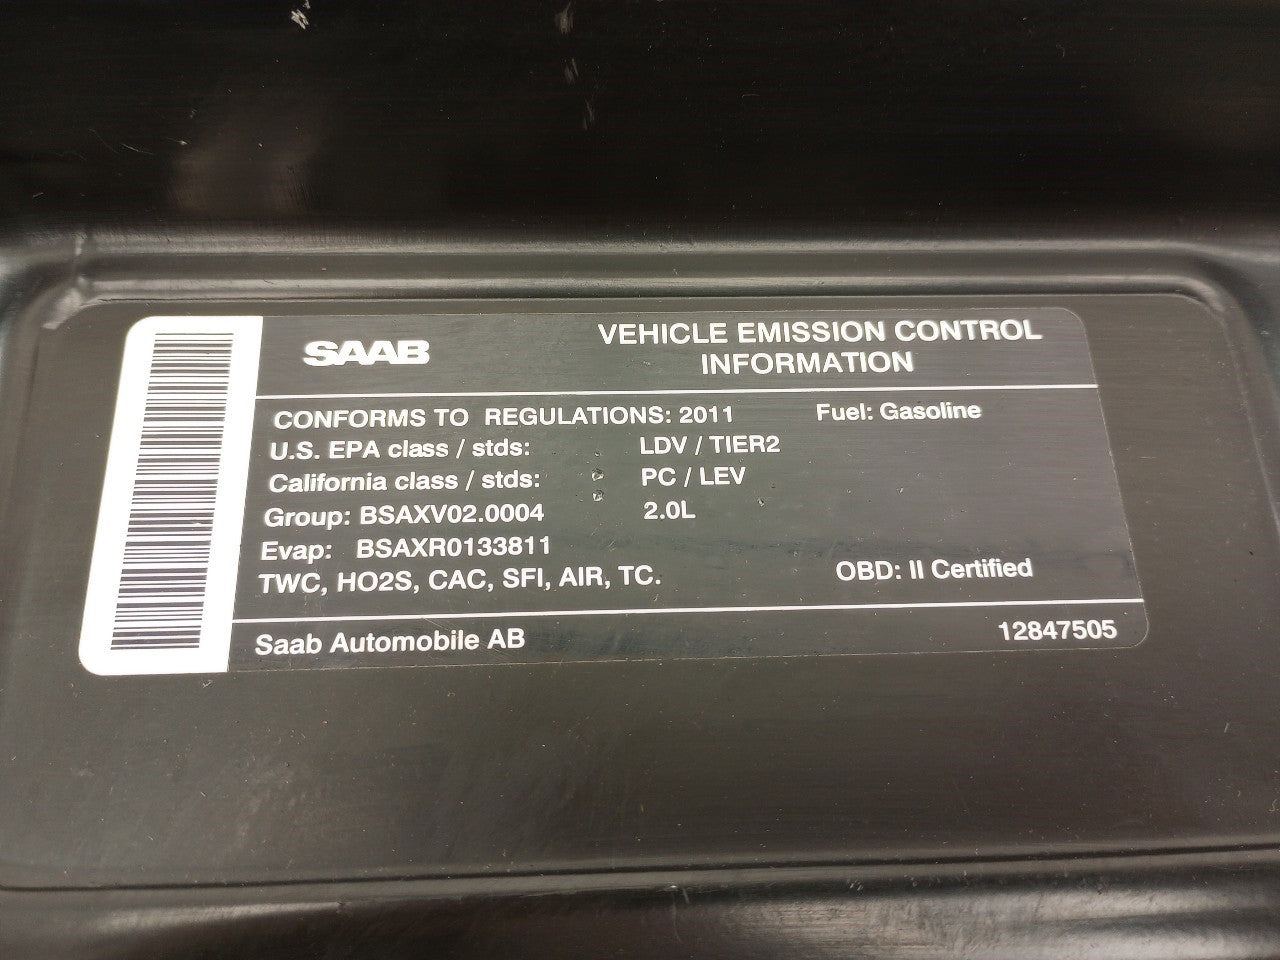 SAAB
VEHICLE EMISSION CONTROL
INFORMATION
CONFORMS TO REGULATIONS: 2011 Fuel: Gasoline
U.S. EPA class / stds: LDV / TIER2
California class / stds: PC / LEV
Group: BSAXV02.0004 2.0L
Evap: BSAXR0133811
TWC, HO2S, CAC, SFI, AIR, TC. OBD: II Certified
Saab Automobile AB 12847505